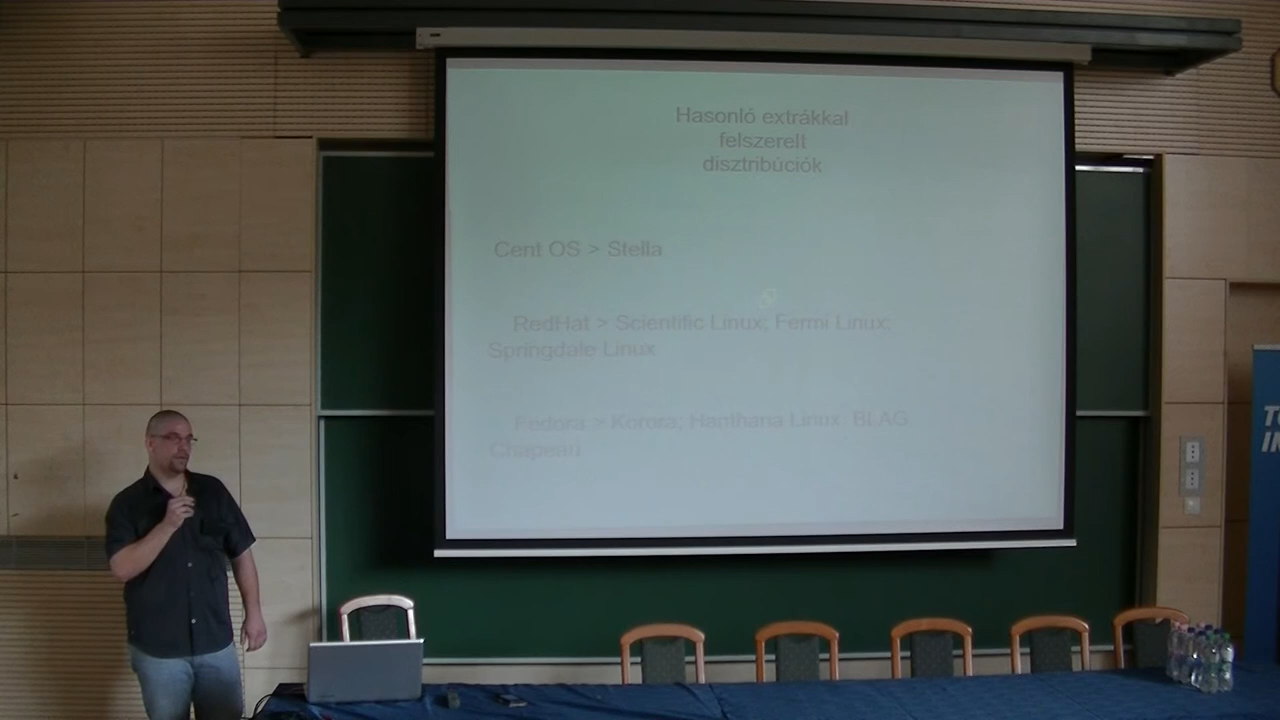 Hasonló extrákkal
felszerelt
disztribúciók
Cent OS > Stella
RedHat > Scientific Linux; Fermi Linux;
Springdale Linux
Fedora > Korora; Hanthana Linux; BLAG
Chapeau